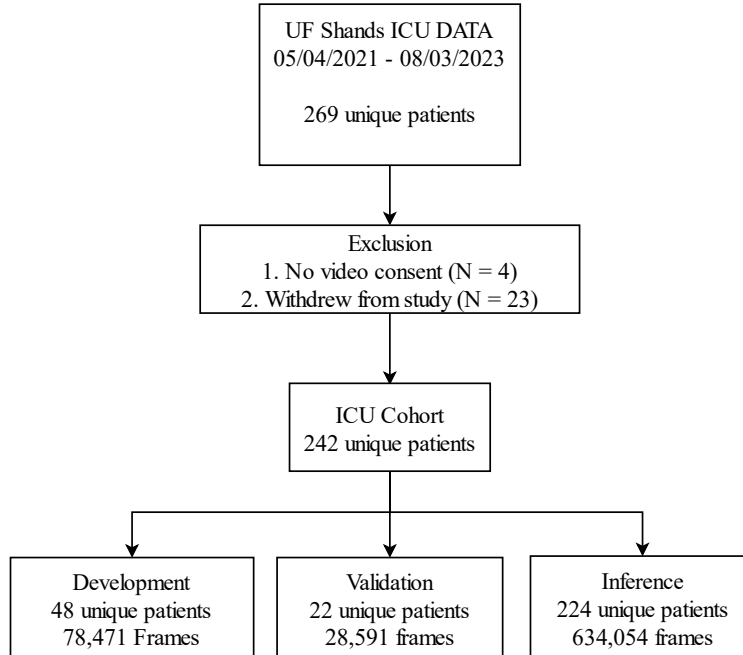 UF Shands ICU DATA
05/04/2021 - 08/03/2023
269 unique patients
Exclusion
1. No video consent (N = 4)
2. Withdrew from study (N = 23)
ICU Cohort
242 unique patients
Development
48 unique patients
78,471 Frames
Validation
22 unique patients
28,591 frames
Inference
224 unique patients
634,054 frames